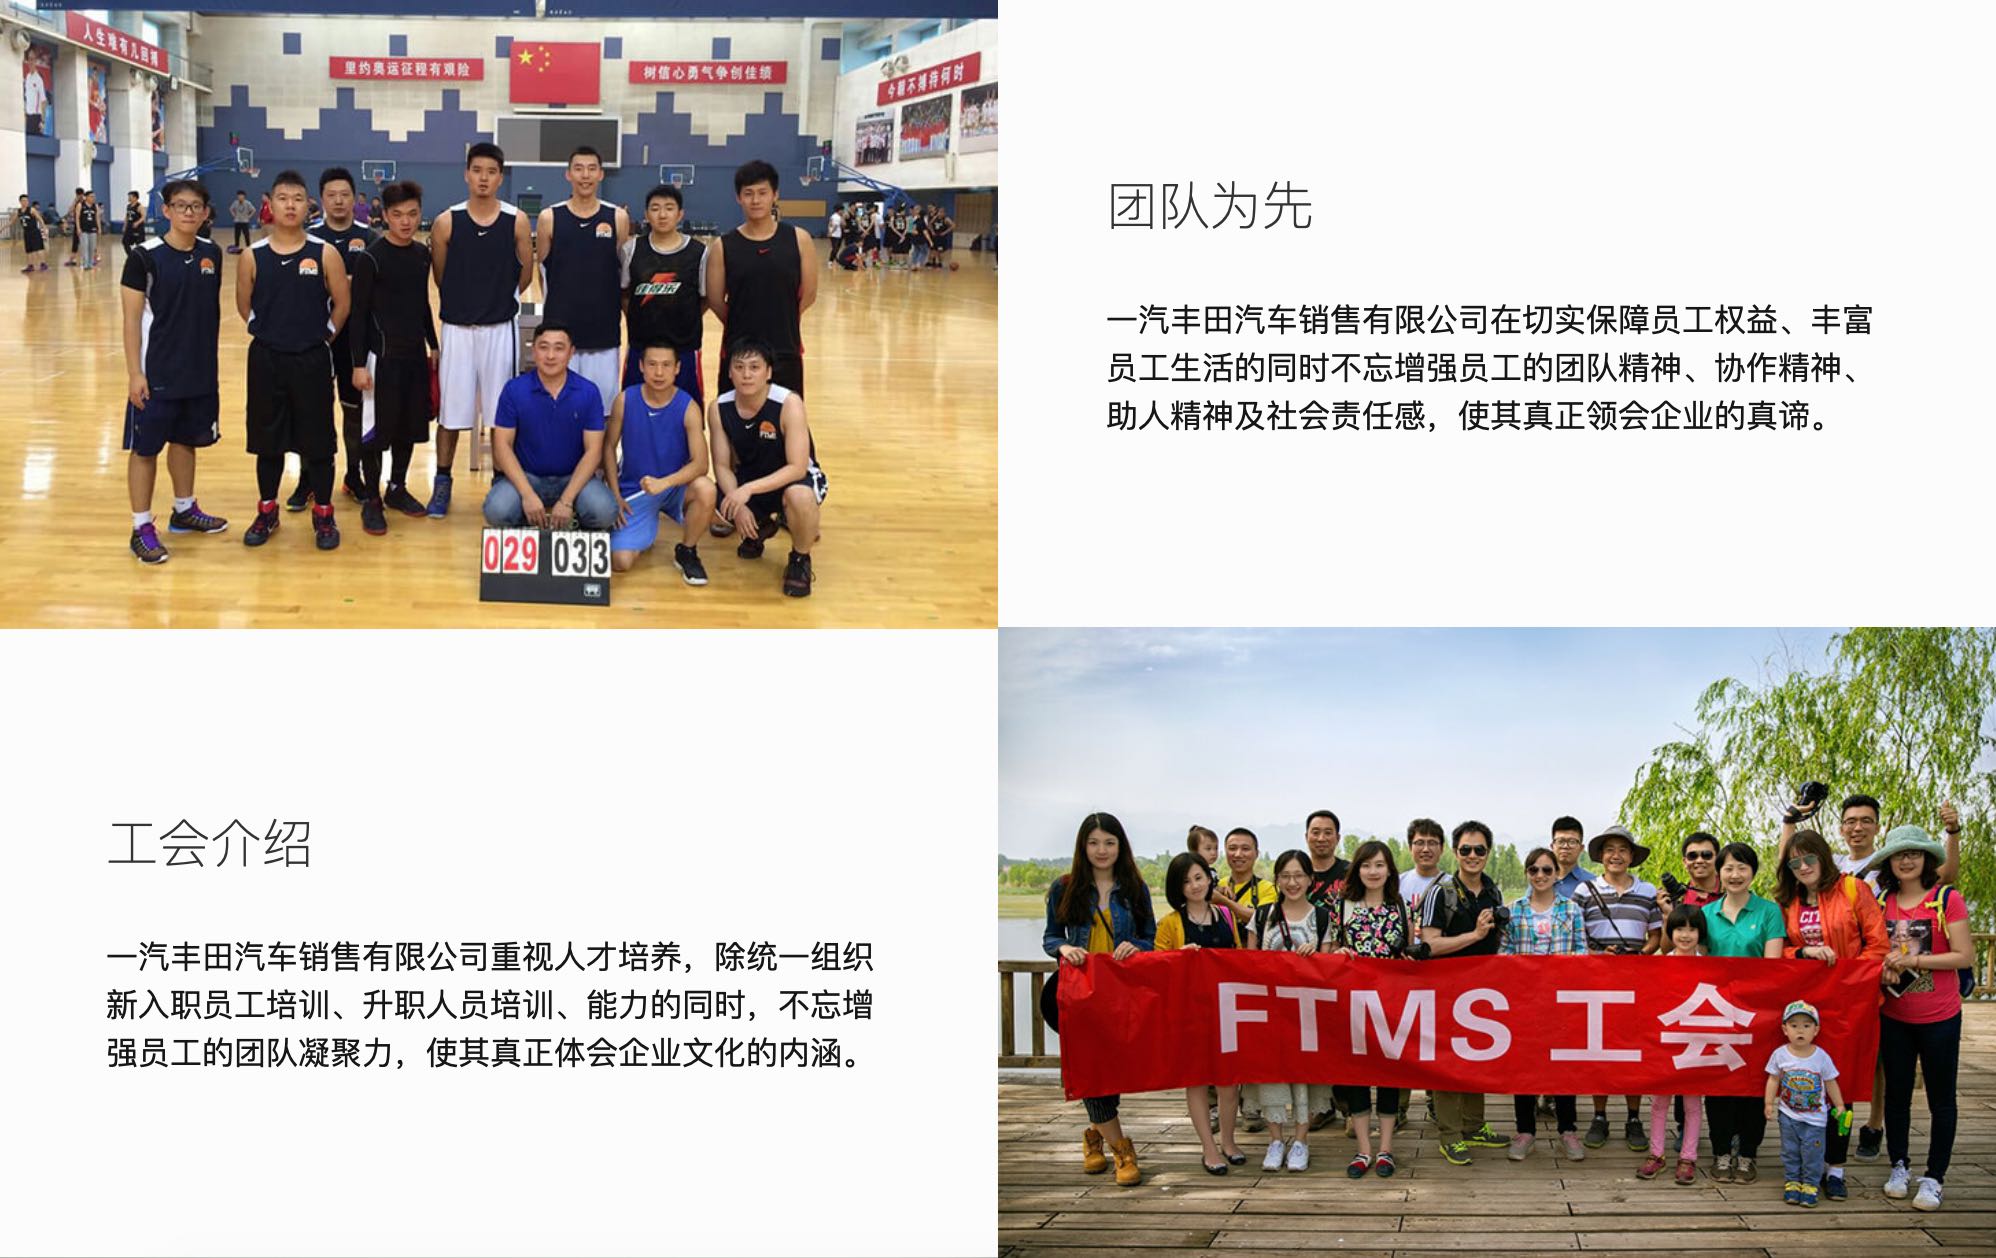 人生难有几回搏
里约奥运征程有艰险
树信心勇气争创佳绩
今朝不搏待何时
FTMS
FTMS
FTMS
FTMS
FTMS
029 033
团队为先
一汽丰田汽车销售有限公司在切实保障员工权益、丰富
员工生活的同时不忘增强员工的团队精神、协作精神、
助人精神及社会责任感，使其真正领会企业的真谛。
工会介绍
一汽丰田汽车销售有限公司重视人才培养，除统一组织
新入职员工培训、升职人员培训、能力的同时，不忘增
强员工的团队凝聚力，使其真正体会企业文化的内涵。
FTMS 工会